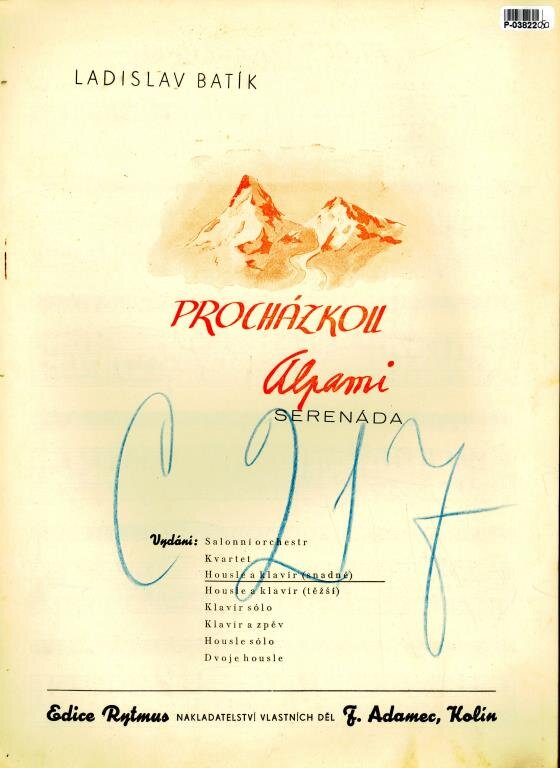 P-03822
LADISLAV BATÍK
PROCHÁZKOU
Alpami
SERENÁDA
C 217
Vydání: Salonní orchestr
Kvartet
Housle a klavír (snadné)
Housle a klavír (těžší)
Klavír sólo
Klavír a zpěv
Housle sólo
Dvoje housle
Edice Rytmus NAKLADATELSTVÍ VLASTNÍCH DĚL F. Adamec, Kolín